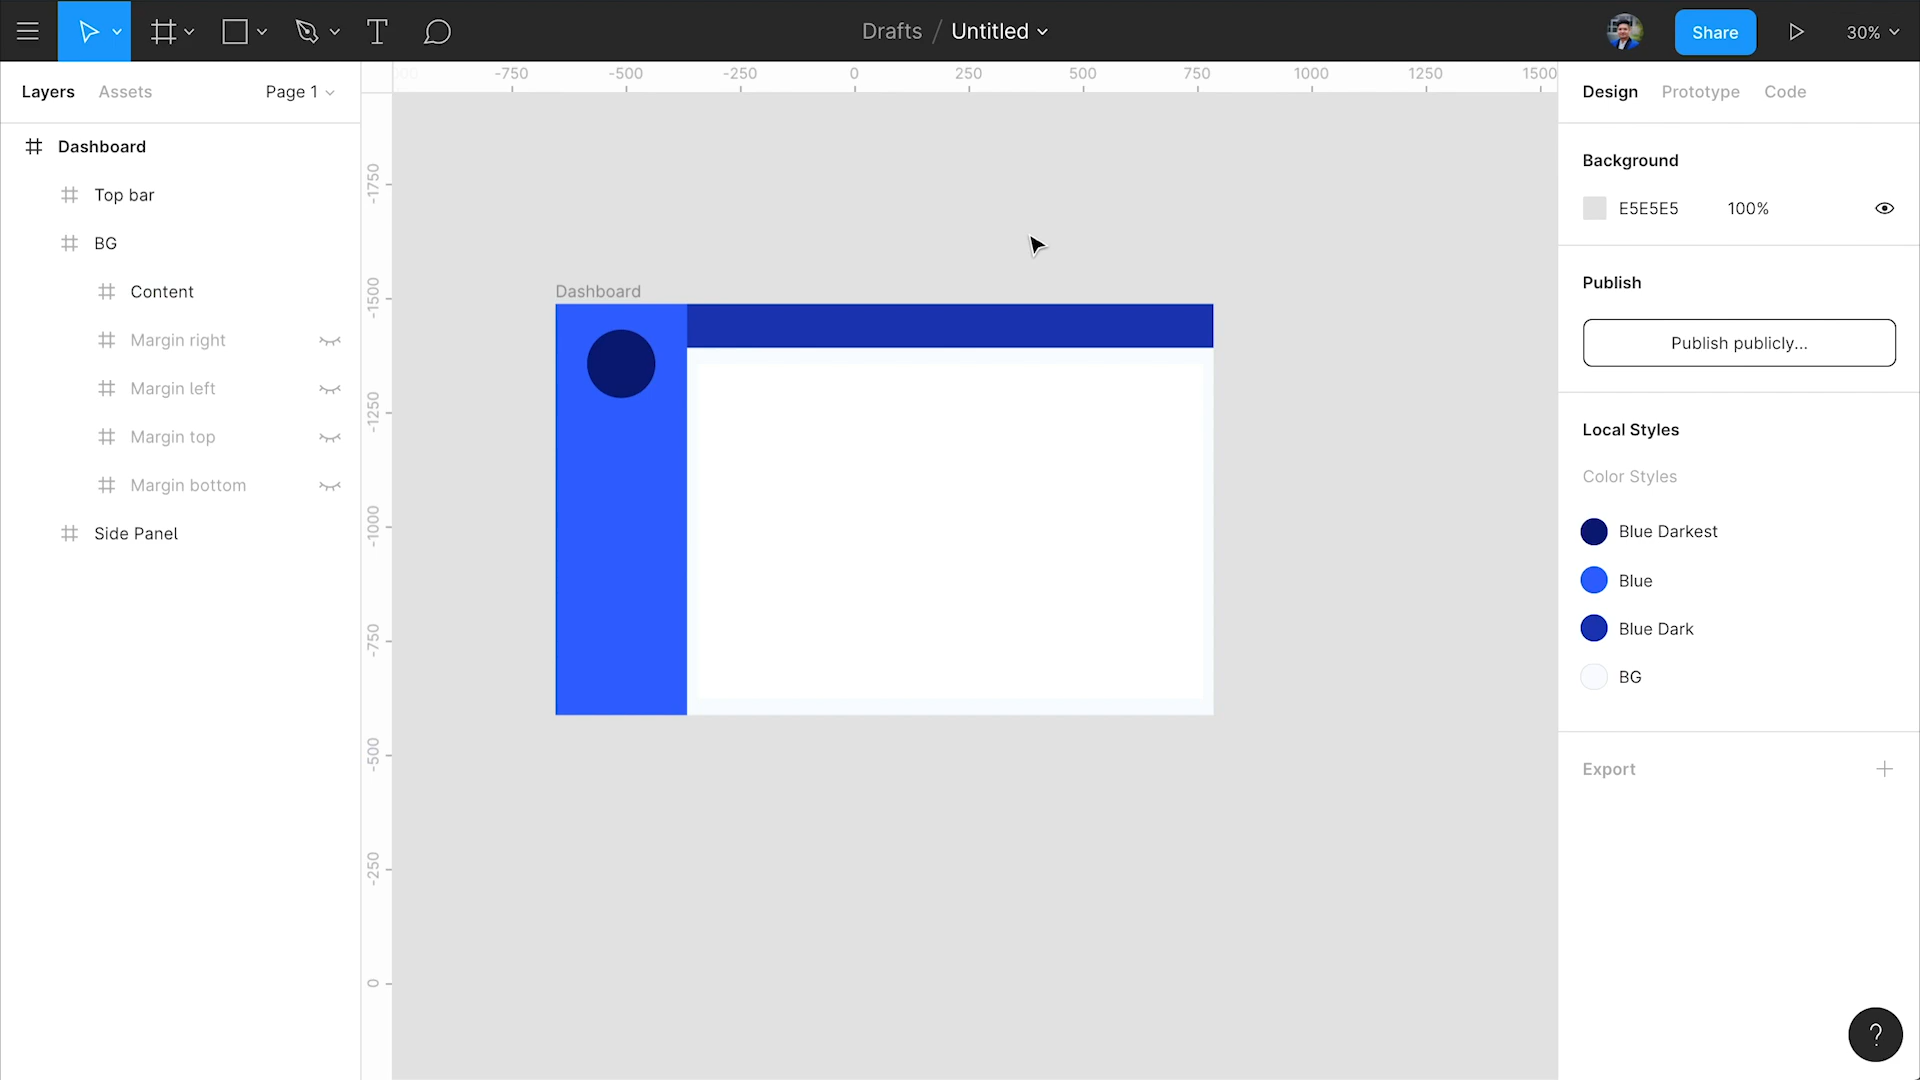 Drafts / Untitled
Share
30%
Layers
Assets
Page 1
-750
-500
-250
0
250
500
750
1000
1250
1500
Design
Prototype
Code
Dashboard
Top bar
BG
Content
Margin right
Margin left
Margin top
Margin bottom
Side Panel
-1750
-1500
-1250
-1000
-750
-500
-250
0
Dashboard
Background
E5E5E5
100%
Publish
Publish publicly...
Local Styles
Color Styles
Blue Darkest
Blue
Blue Dark
BG
Export
?